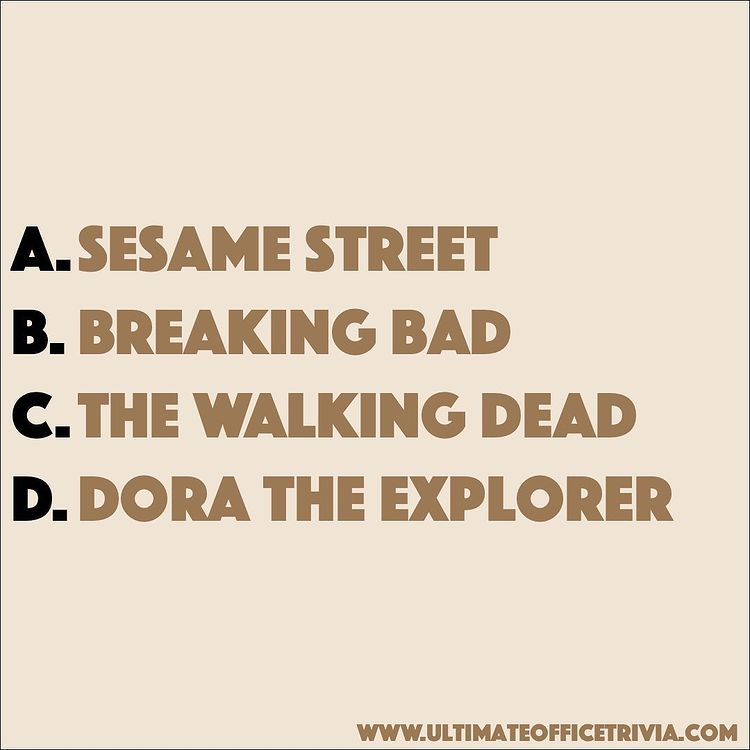 A. SESAME STREET
B. BREAKING BAD
C. THE WALKING DEAD
D. DORA THE EXPLORER
WWW.ULTIMATEOFFICETRIVIA.COM